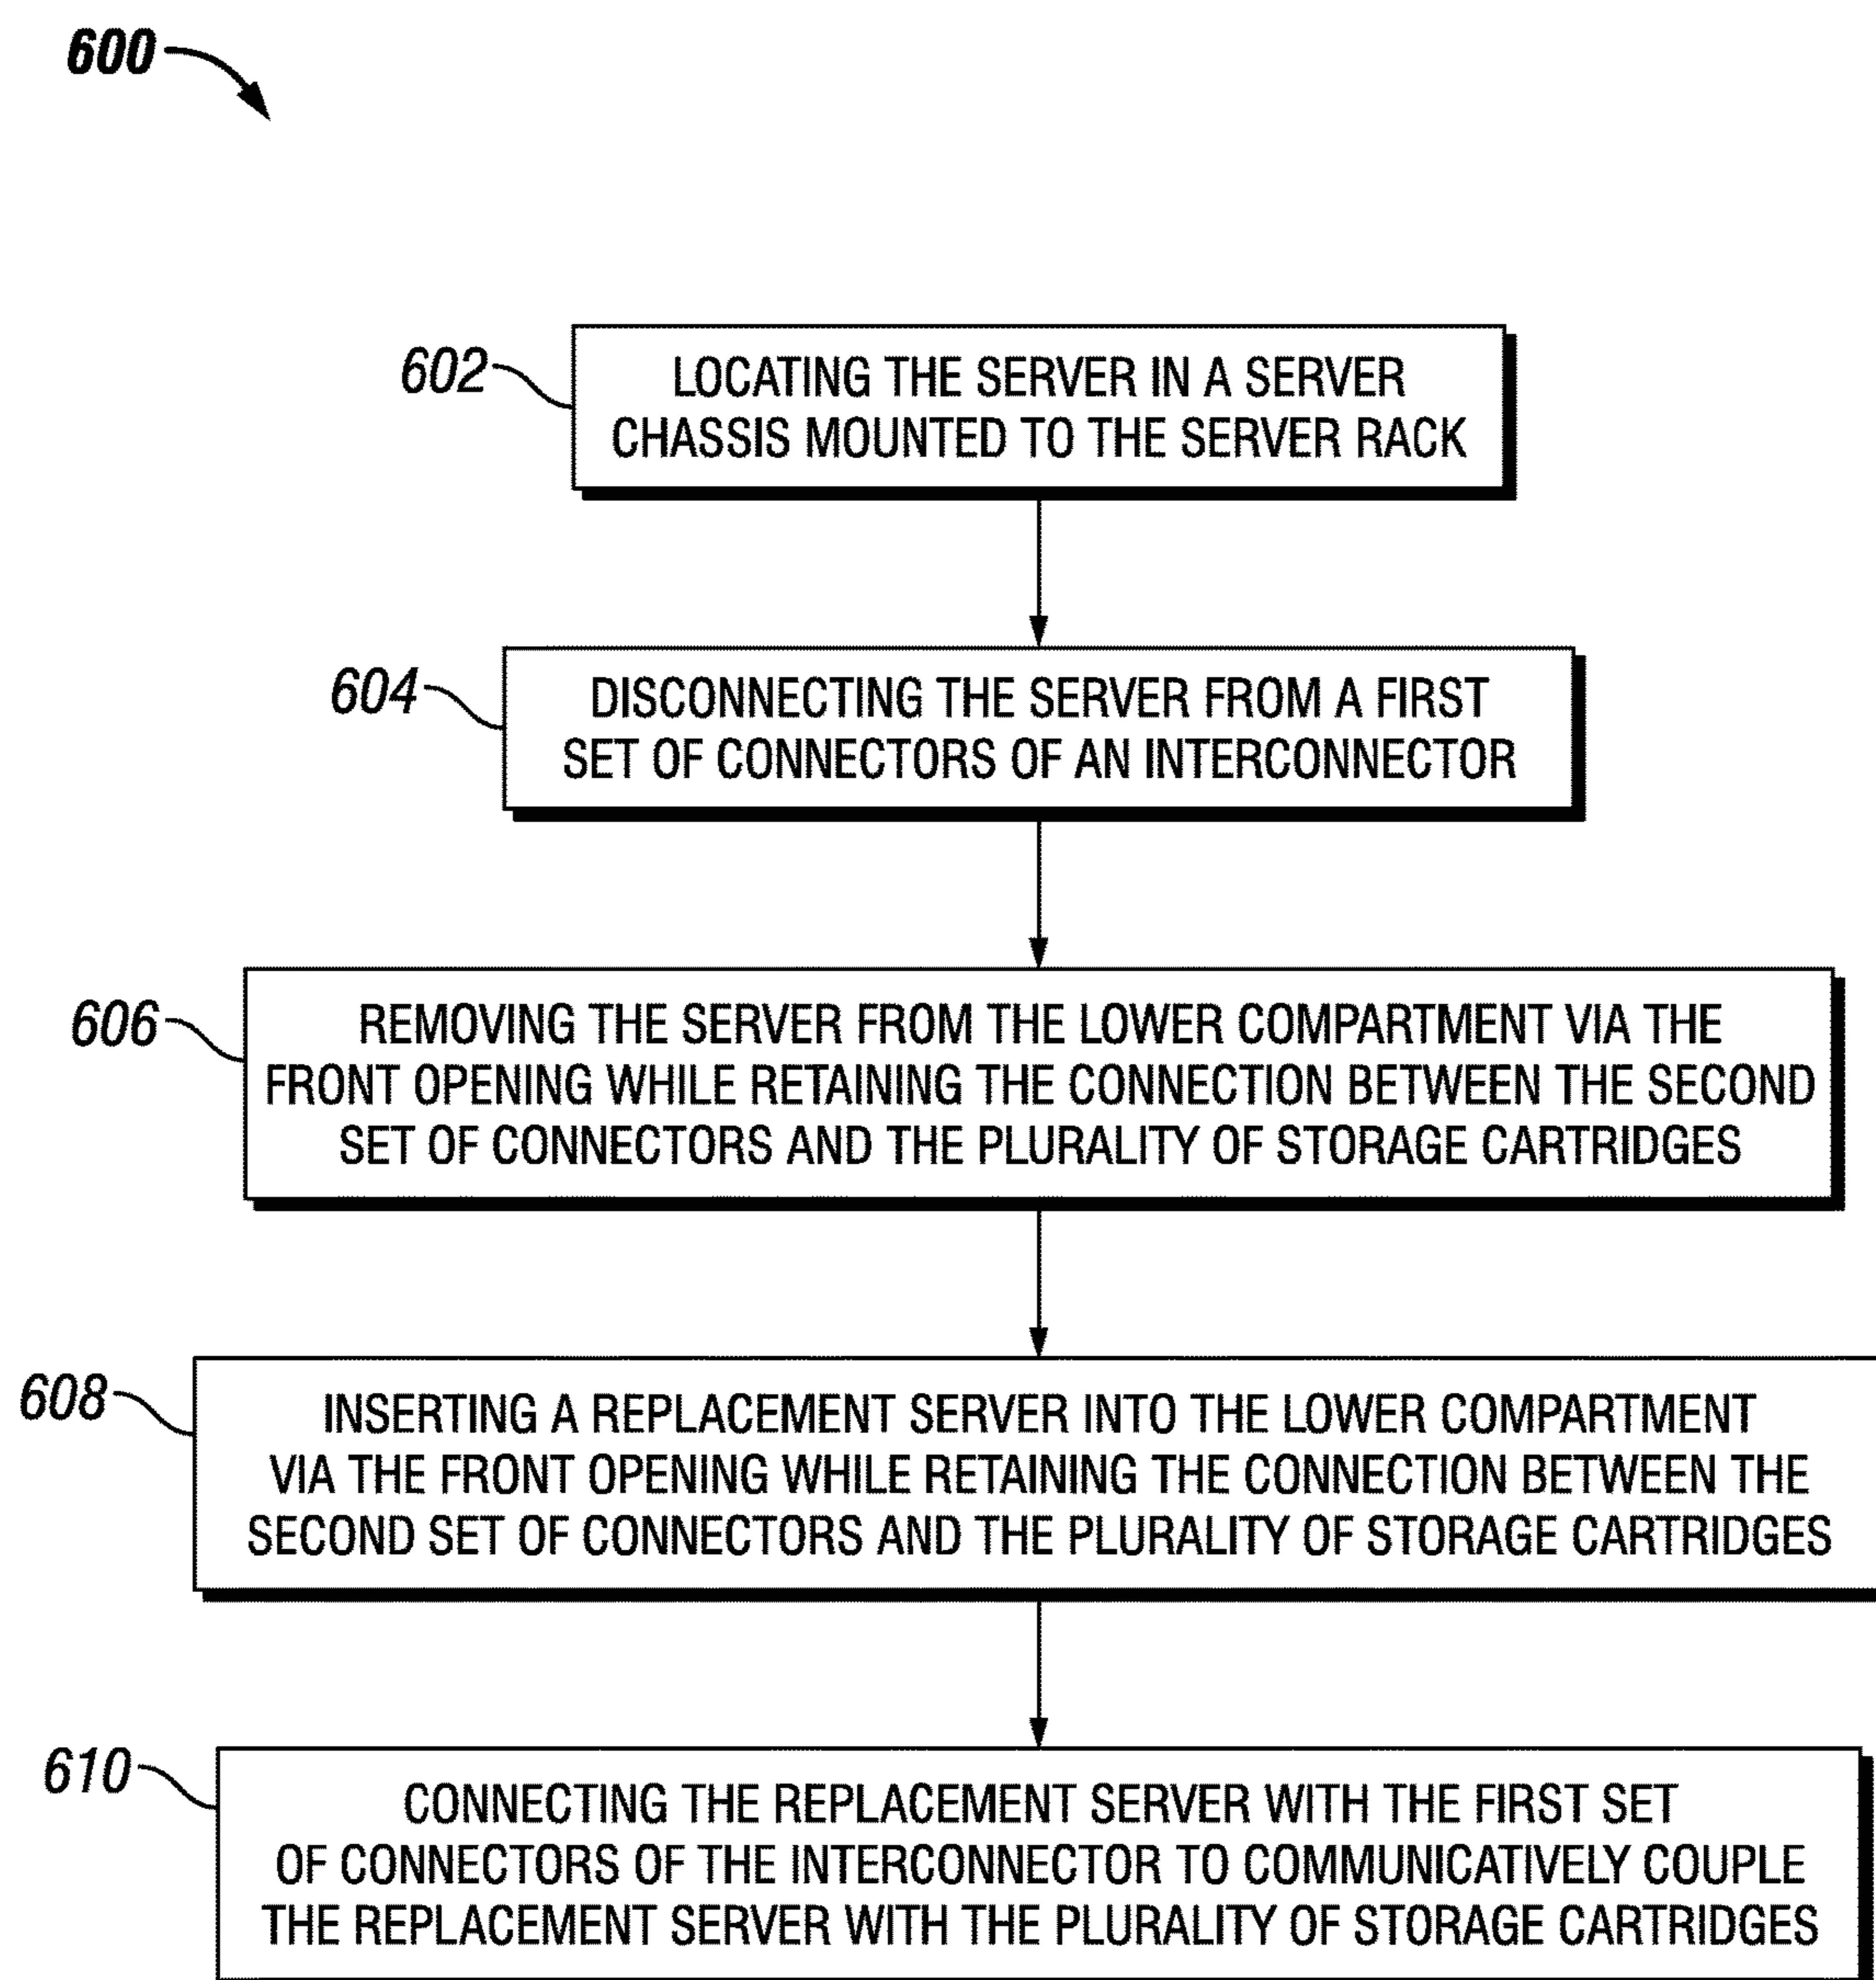 600
602
LOCATING THE SERVER IN A SERVER
CHASSIS MOUNTED TO THE SERVER RACK
604
DISCONNECTING THE SERVER FROM A FIRST
SET OF CONNECTORS OF AN INTERCONNECTOR
606
REMOVING THE SERVER FROM THE LOWER COMPARTMENT VIA THE
FRONT OPENING WHILE RETAINING THE CONNECTION BETWEEN THE SECOND
SET OF CONNECTORS AND THE PLURALITY OF STORAGE CARTRIDGES
608
INSERTING A REPLACEMENT SERVER INTO THE LOWER COMPARTMENT
VIA THE FRONT OPENING WHILE RETAINING THE CONNECTION BETWEEN THE
SECOND SET OF CONNECTORS AND THE PLURALITY OF STORAGE CARTRIDGES
610
CONNECTING THE REPLACEMENT SERVER WITH THE FIRST SET
OF CONNECTORS OF THE INTERCONNECTOR TO COMMUNICATIVELY COUPLE
THE REPLACEMENT SERVER WITH THE PLURALITY OF STORAGE CARTRIDGES